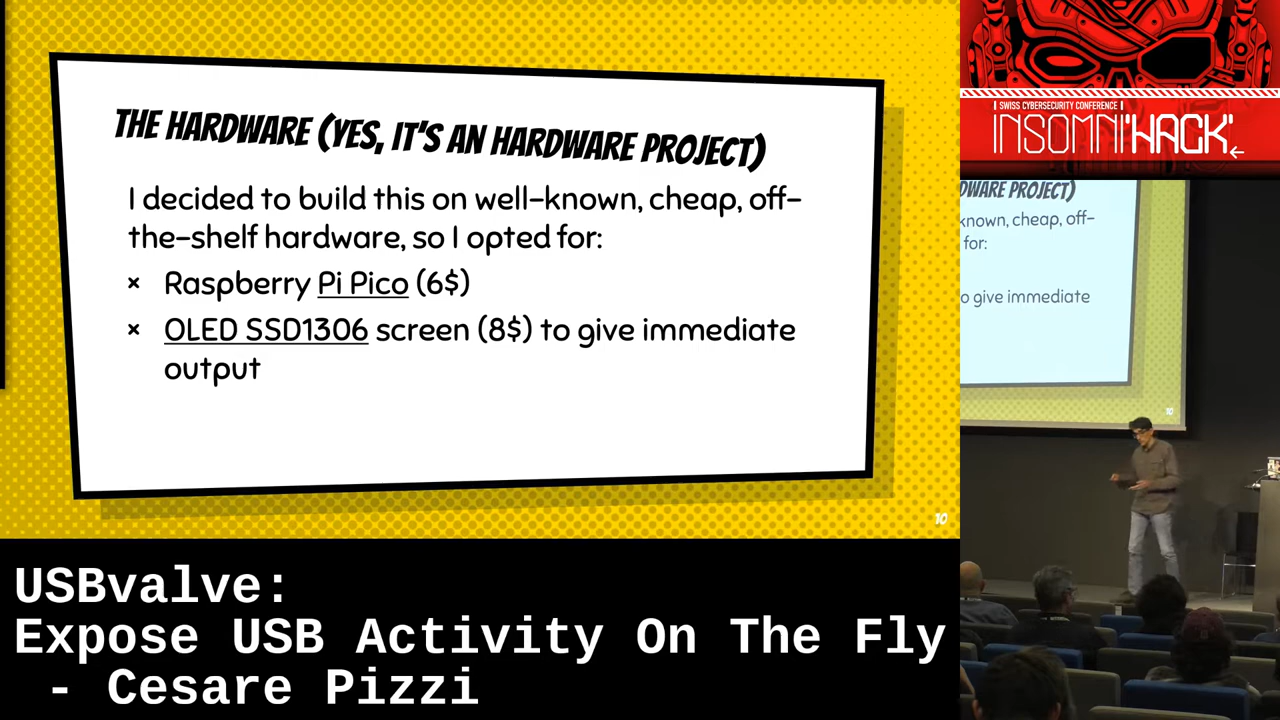 THE HARDWARE (YES, IT'S AN HARDWARE PROJECT)
I decided to build this on well-known, cheap, off-
the-shelf hardware, so I opted for:
× Raspberry Pi Pico (6$)
× OLED SSD1306 screen (8$) to give immediate
output
10
USBvalve:
Expose USB Activity On The Fly
- Cesare Pizzi
SWISS CYBERSECURITY CONFERENCE
INSOMNI'HACK
DWARE PROJECT)
known, cheap, off-
for:
o give immediate
10